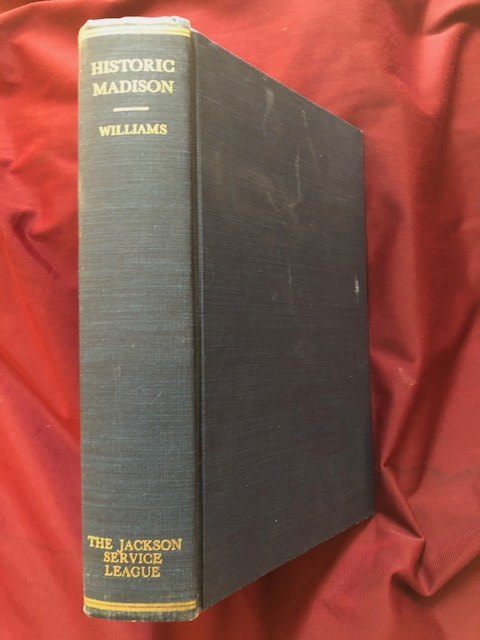 HISTORIC
MADISON
WILLIAMS
THE JACKSON
SERVICE
LEAGUE